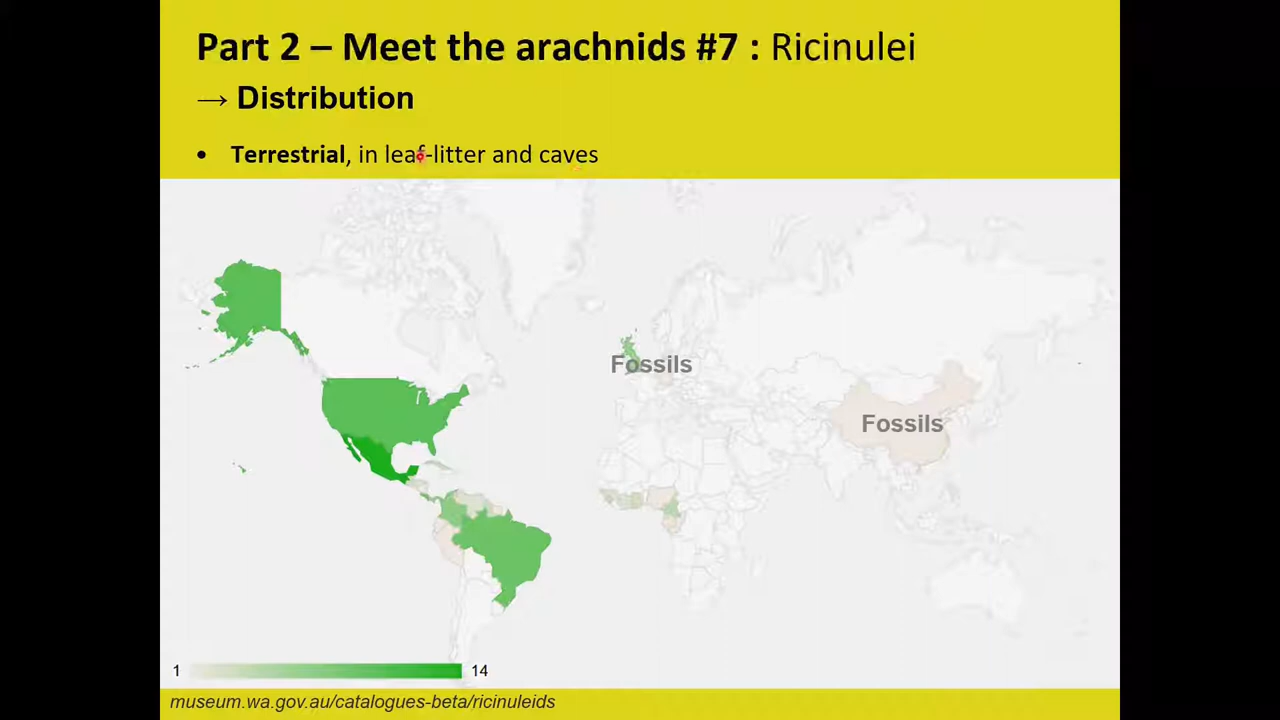 Part 2 – Meet the arachnids #7 : Ricinulei
→ Distribution
• Terrestrial, in leaf-litter and caves
Fossils
Fossils
1 14
museum.wa.gov.au/catalogues-beta/ricinuleids